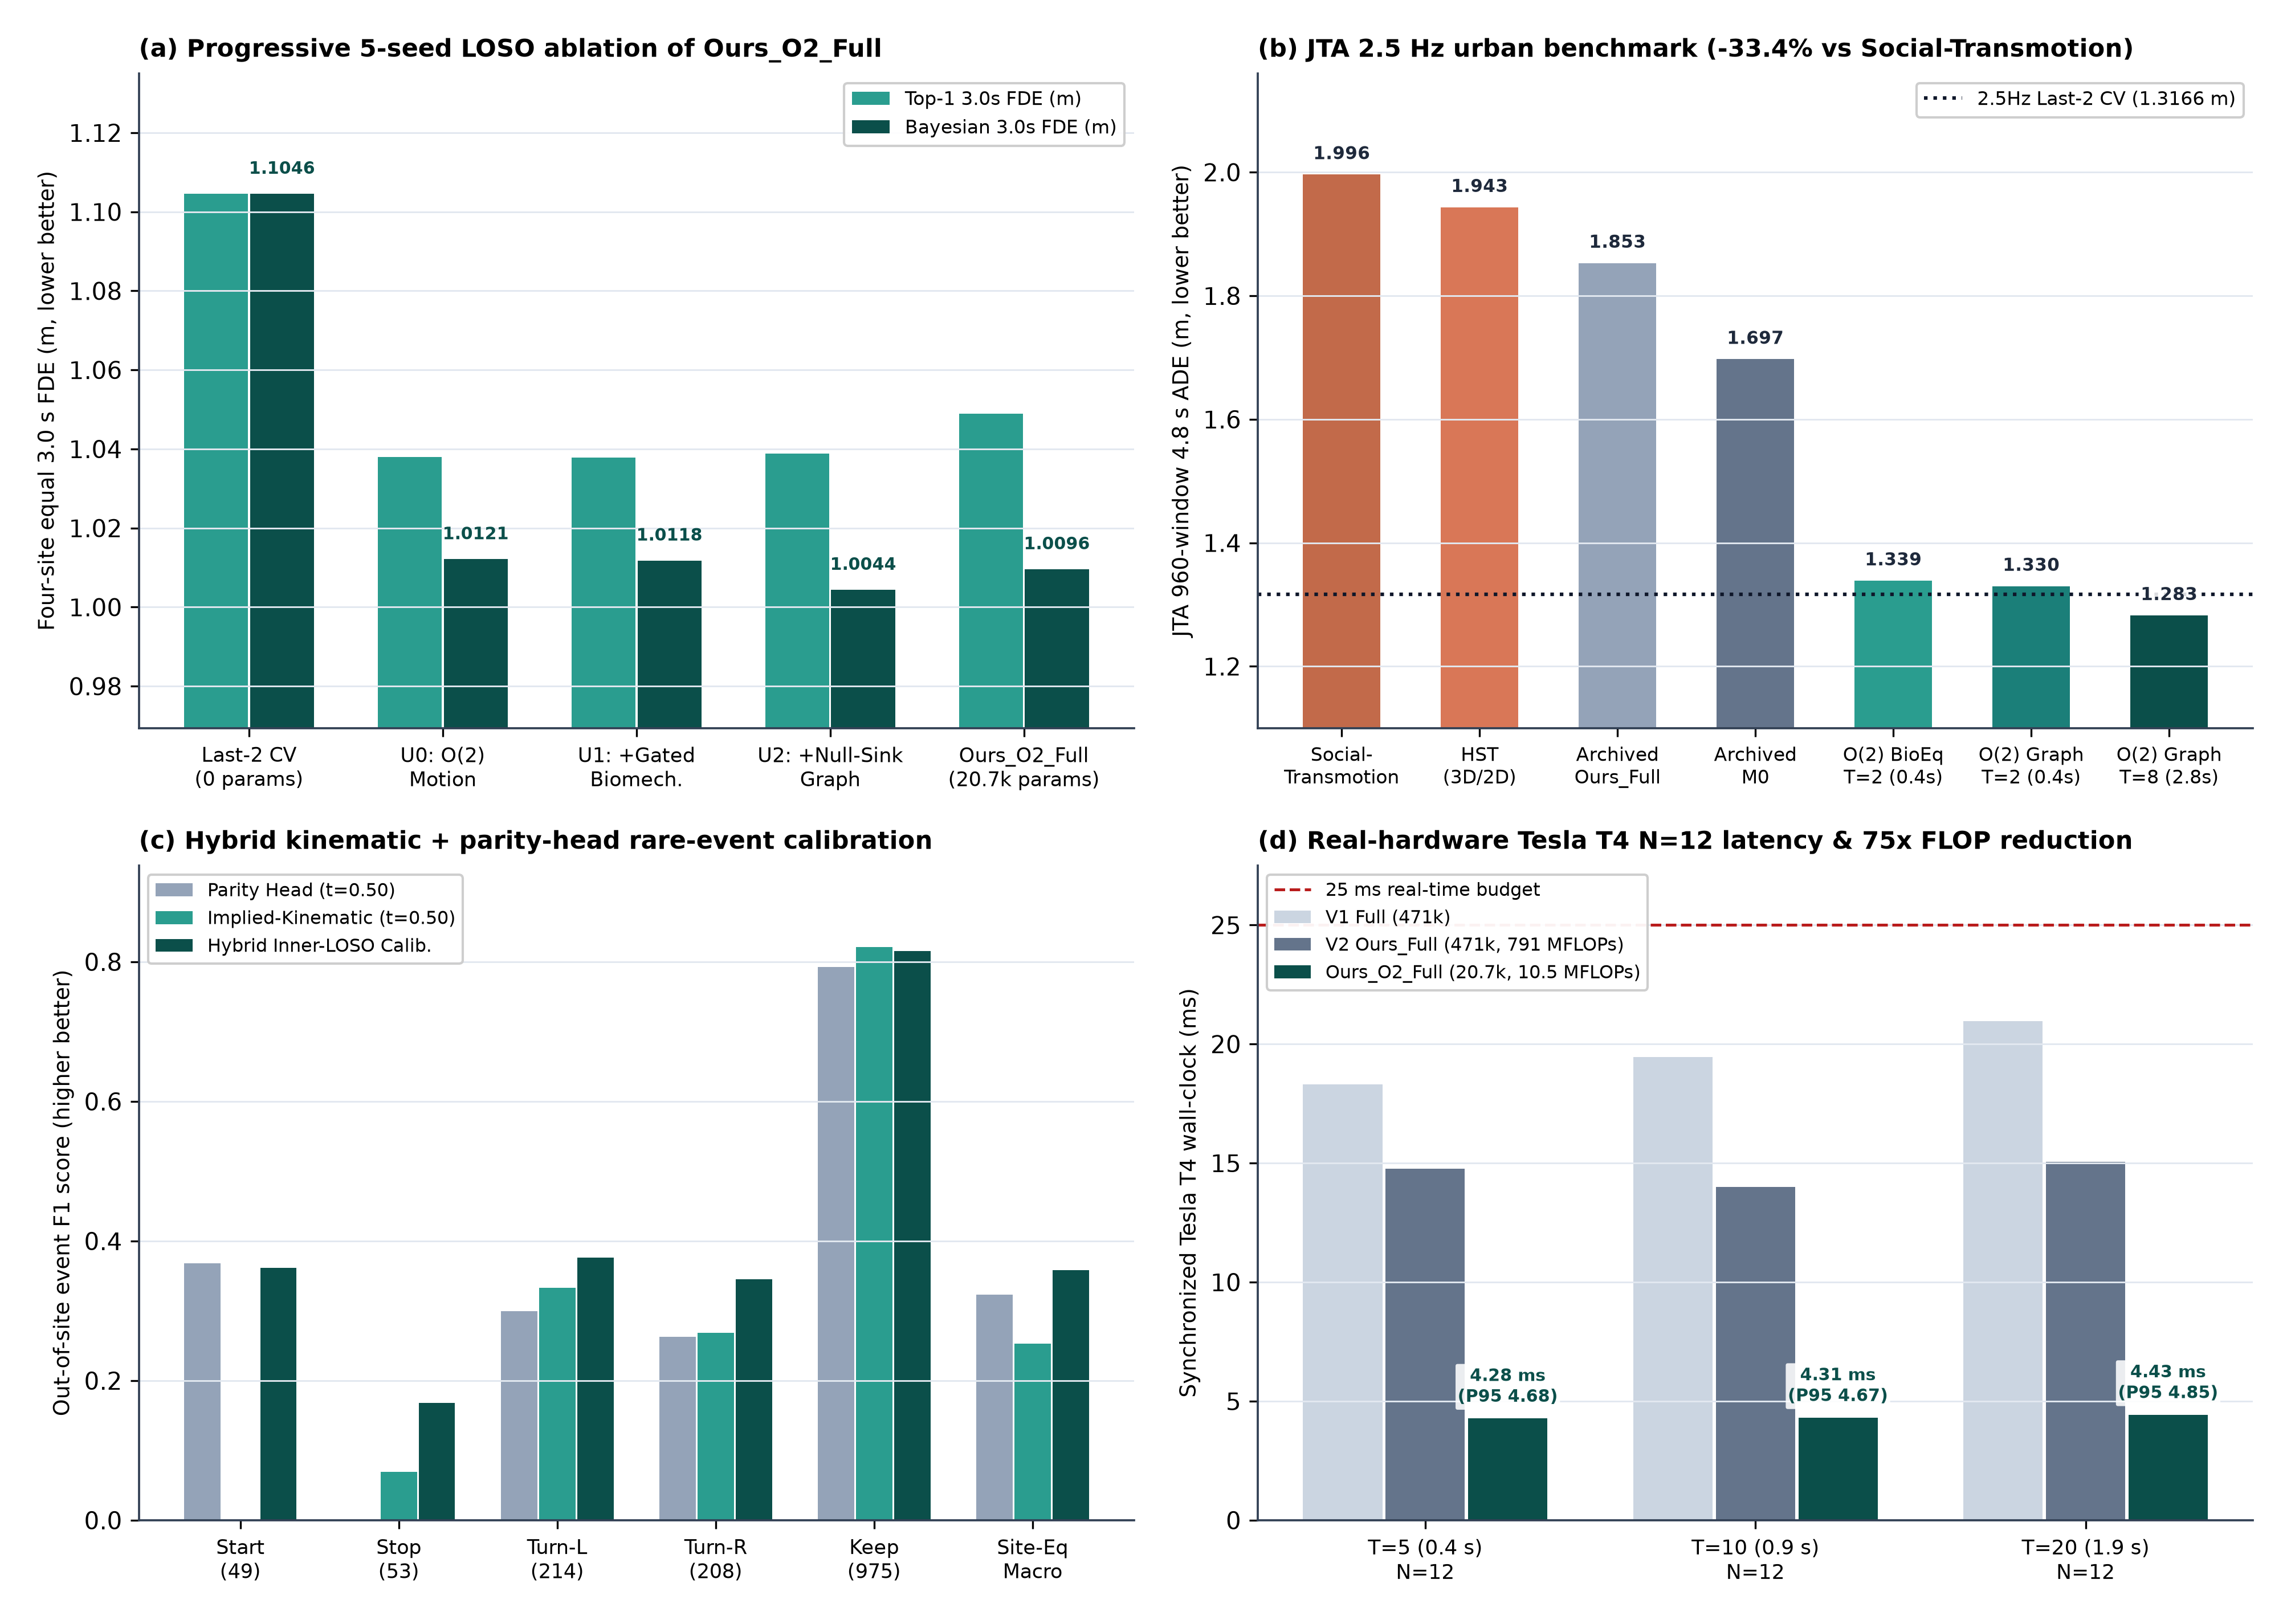 (a) Progressive 5-seed LOSO ablation of Ours_O2_Full
Top-1 3.0s FDE (m)
Bayesian 3.0s FDE (m)
Four-site equal 3.0 s FDE (m, lower better)
1.12
1.10
1.08
1.06
1.04
1.02
1.00
0.98
1.1046
1.0121
1.0118
1.0044
1.0096
Last-2 CV
(0 params)
U0: O(2)
Motion
U1: +Gated
Biomech.
U2: +Null-Sink
Graph
Ours_O2_Full
(20.7k params)
(b) JTA 2.5 Hz urban benchmark (-33.4% vs Social-Transmotion)
2.5Hz Last-2 CV (1.3166 m)
JTA 960-window 4.8 s ADE (m, lower better)
2.0
1.8
1.6
1.4
1.2
1.996
1.943
1.853
1.697
1.339
1.330
1.283
Social-
Transmotion
HST
(3D/2D)
Archived
Ours_Full
Archived
M0
O(2) BioEq
T=2 (0.4s)
O(2) Graph
T=2 (0.4s)
O(2) Graph
T=8 (2.8s)
(c) Hybrid kinematic + parity-head rare-event calibration
Parity Head (t=0.50)
Implied-Kinematic (t=0.50)
Hybrid Inner-LOSO Calib.
Out-of-site event F1 score (higher better)
0.8
0.6
0.4
0.2
0.0
Start
(49)
Stop
(53)
Turn-L
(214)
Turn-R
(208)
Keep
(975)
Site-Eq
Macro
(d) Real-hardware Tesla T4 N=12 latency & 75x FLOP reduction
25 ms real-time budget
V1 Full (471k)
V2 Ours_Full (471k, 791 MFLOPs)
Ours_O2_Full (20.7k, 10.5 MFLOPs)
Synchronized Tesla T4 wall-clock (ms)
25
20
15
10
5
0
4.28 ms
(P95 4.68)
4.31 ms
(P95 4.67)
4.43 ms
(P95 4.85)
T=5 (0.4 s)
N=12
T=10 (0.9 s)
N=12
T=20 (1.9 s)
N=12